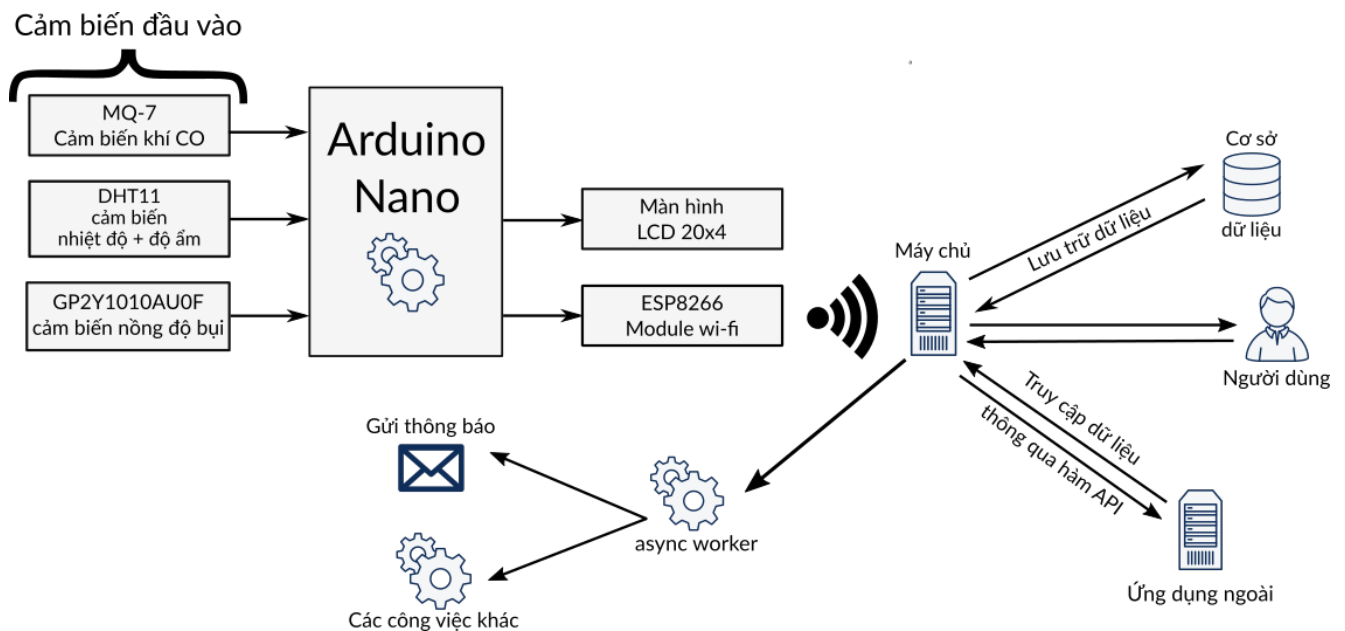 Cảm biến đầu vào
MQ-7
Cảm biến khí CO
DHT11
cảm biến
nhiệt độ + độ ẩm
GP2Y1010AU0F
cảm biến nồng độ bụi
Arduino
Nano
Màn hình
LCD 20x4
ESP8266
Module wi-fi
Máy chủ
Cơ sở
dữ liệu
Lưu trữ dữ liệu
Người dùng
Truy cập dữ liệu
thông qua hàm API
Ứng dụng ngoài
async worker
Gửi thông báo
Các công việc khác